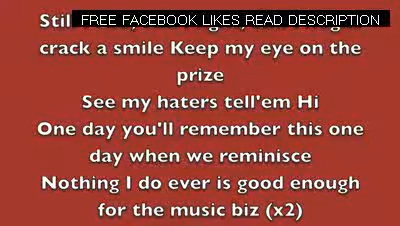 FREE FACEBOOK LIKES READ DESCRIPTION
Still
crack a smile Keep my eye on the
prize
See my haters tell'em Hi
One day you'll remember this one
day when we reminisce
Nothing I do ever is good enough
for the music biz (x2)